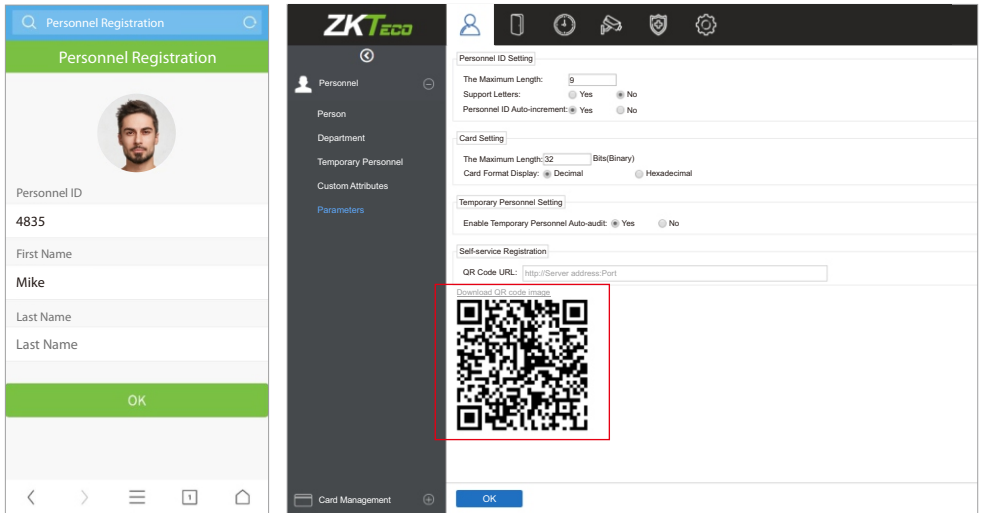 Personnel Registration
Personnel Registration
Personnel ID
4835
First Name
Mike
Last Name
Last Name
OK
1
ZKTeco
Personnel
Person
Department
Temporary Personnel
Custom Attributes
Parameters
Card Management
Personnel ID Setting
The Maximum Length: 9
Support Letters: Yes No
Personnel ID Auto-increment: Yes No
Card Setting
The Maximum Length: 32 Bits(Binary)
Card Format Display: Decimal Hexadecimal
Temporary Personnel Setting
Enable Temporary Personnel Auto-audit: Yes No
Self-service Registration
QR Code URL: http://Server address:Port
Download QR code image
OK